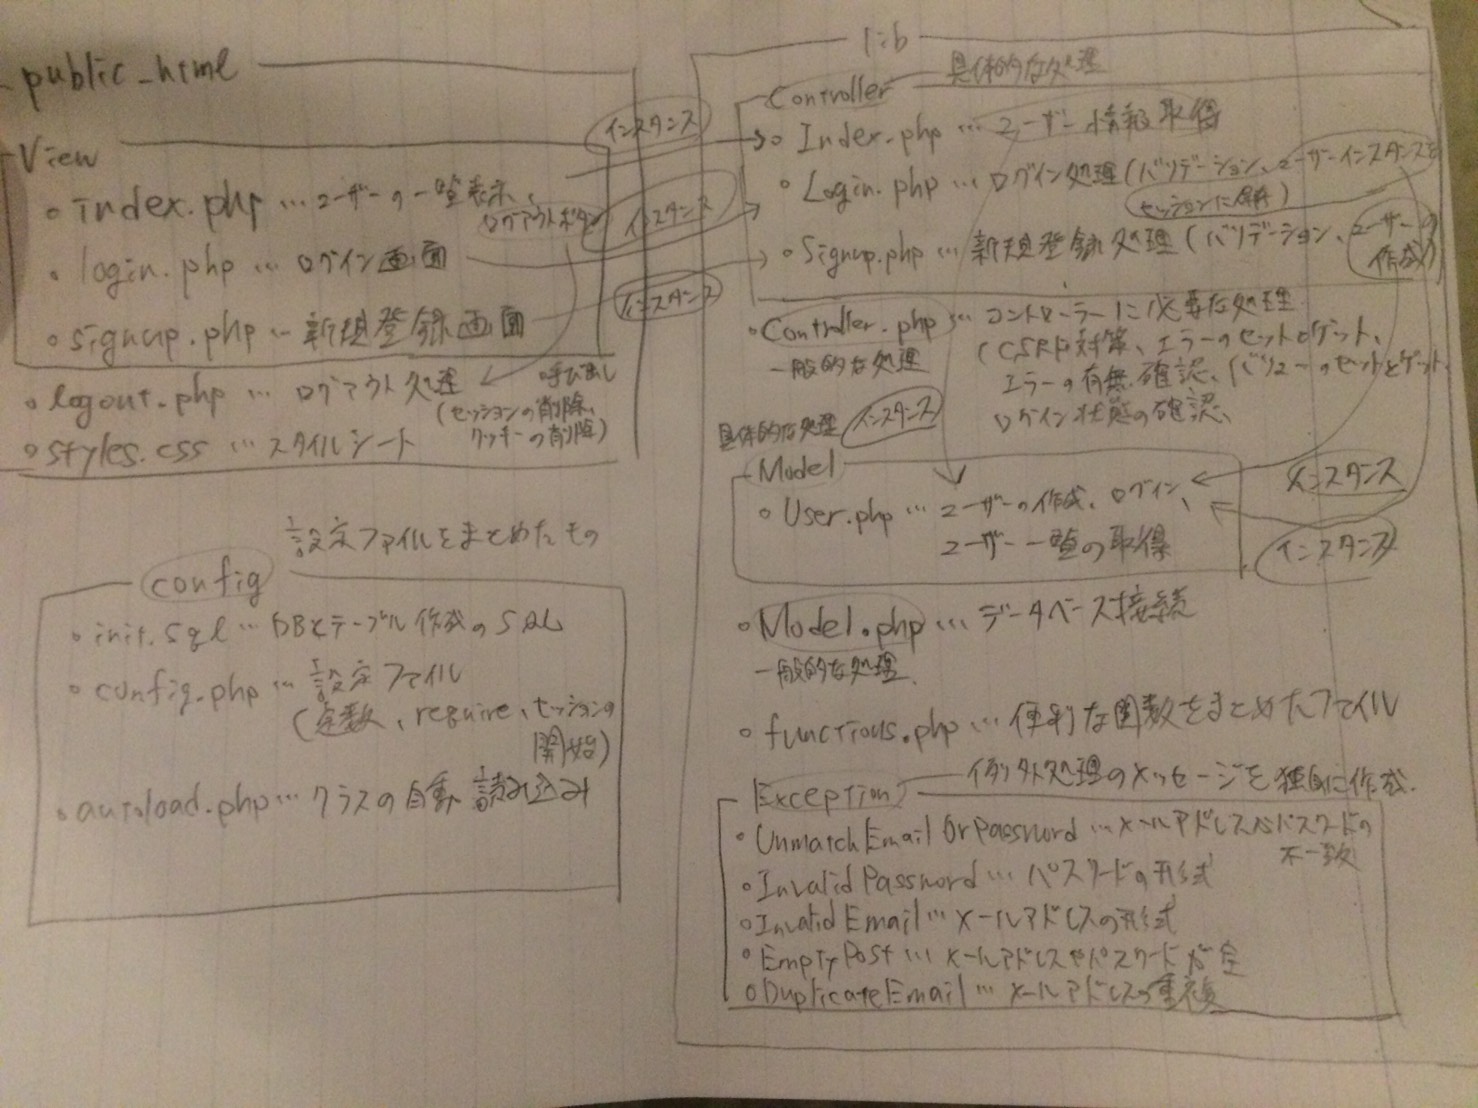 public_html
View
index.php … ユーザーの一覧表示、
ログアウトボタン
login.php … ログイン画面
signup.php … 新規登録画面
logout.php … ログアウト処理
呼び出し
(セッションの削除、
クッキーの削除)
styles.css … スタイルシート
インスタンス
インスタンス
インスタンス
設定ファイルをまとめたもの
config
init.sql … DBとテーブル作成のSQL
config.php … 設定ファイル
(定数、require、セッションの
開始)
autoload.php … クラスの自動読み込み
lib
Controller 具体的な処理
Index.php … ユーザー情報取得
Login.php … ログイン処理(バリデーション、ユーザーインスタンスを
セッションに保存)
Signup.php … 新規登録処理(バリデーション、ユーザーの
作成)
Controller.php … コントローラーに必要な処理
一般的な処理
(CSRF対策、エラーのセットとゲット、
エラーの有無確認、バリューのセットとゲット、
ログイン状態の確認、
具体的な処理
インスタンス
Model
User.php … ユーザーの作成、ログイン、
ユーザー一覧の取得
インスタンス
インスタンス
Model.php … データベース接続
一般的な処理
functions.php … 便利な関数をまとめたファイル
Exception 例外処理のメッセージを独自に作成.
UnmatchEmailOrPassword … メールアドレスかパスワードの
不一致
InvalidPassword … パスワードの形式
InvalidEmail … メールアドレスの形式
EmptyPost … メールアドレスやパスワードが空
DuplicateEmail … メールアドレスの重複